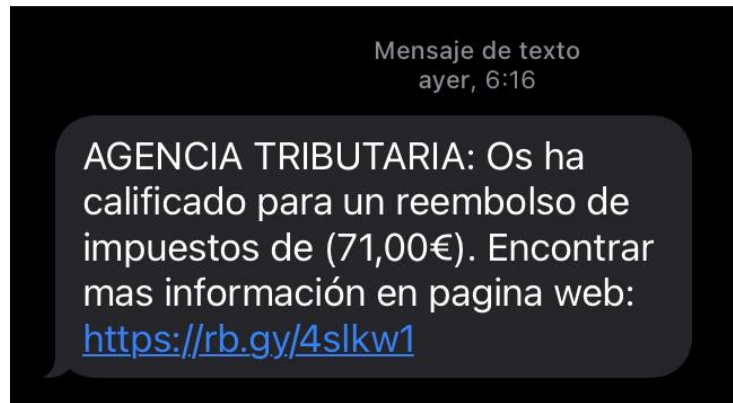 Mensaje de texto
ayer, 6:16
AGENCIA TRIBUTARIA: Os ha
calificado para un reembolso de
impuestos de (71,00€). Encontrar
mas información en pagina web:
https://rb.gy/4slkw1